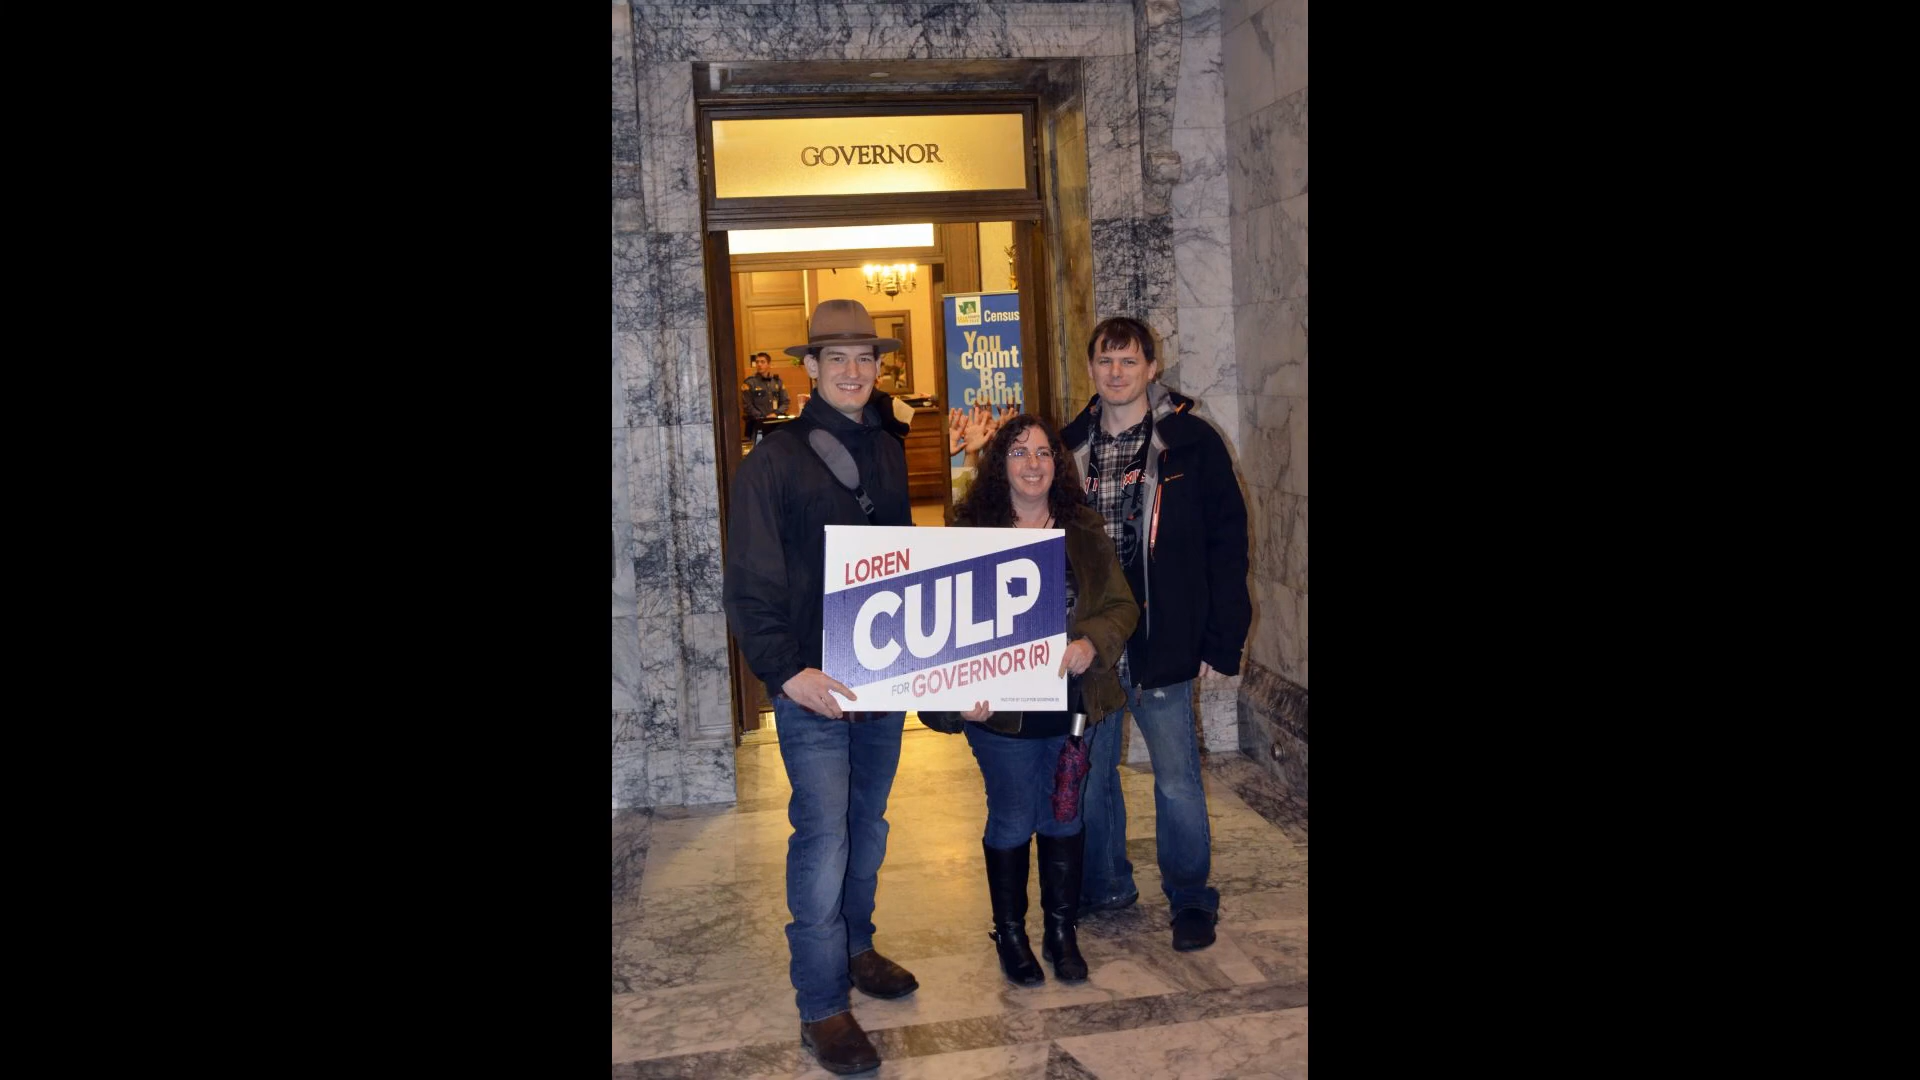 GOVERNOR
Census
You
count.
Be
count
LOREN
CULP
FOR GOVERNOR (R)